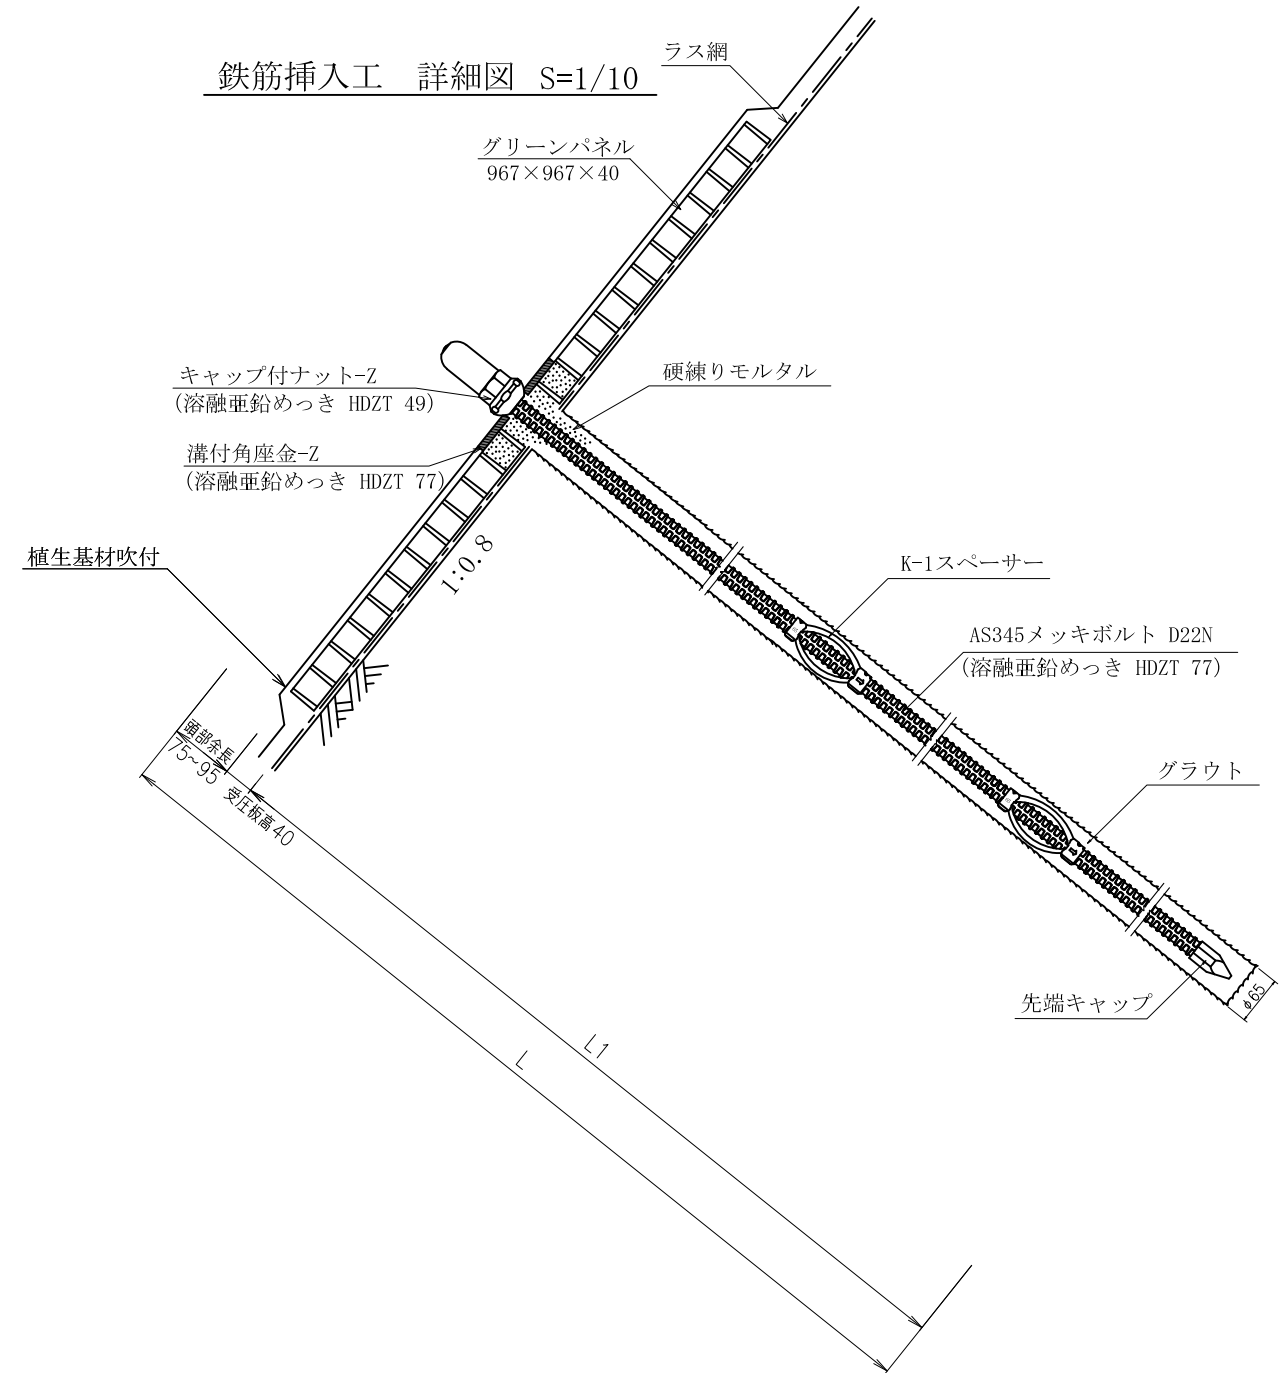 鉄筋挿入工　詳細図　S=1/10
ラス網
グリーンパネル
967×967×40
キャップ付ナット-Z
(溶融亜鉛めっき HDZT 49)
硬練りモルタル
溝付角座金-Z
(溶融亜鉛めっき HDZT 77)
1:0.8
植生基材吹付
K-1スペーサー
AS345メッキボルト D22N
(溶融亜鉛めっき HDZT 77)
頭部余長
75~95
受圧板高40
グラウト
先端キャップ
φ65
L1
L